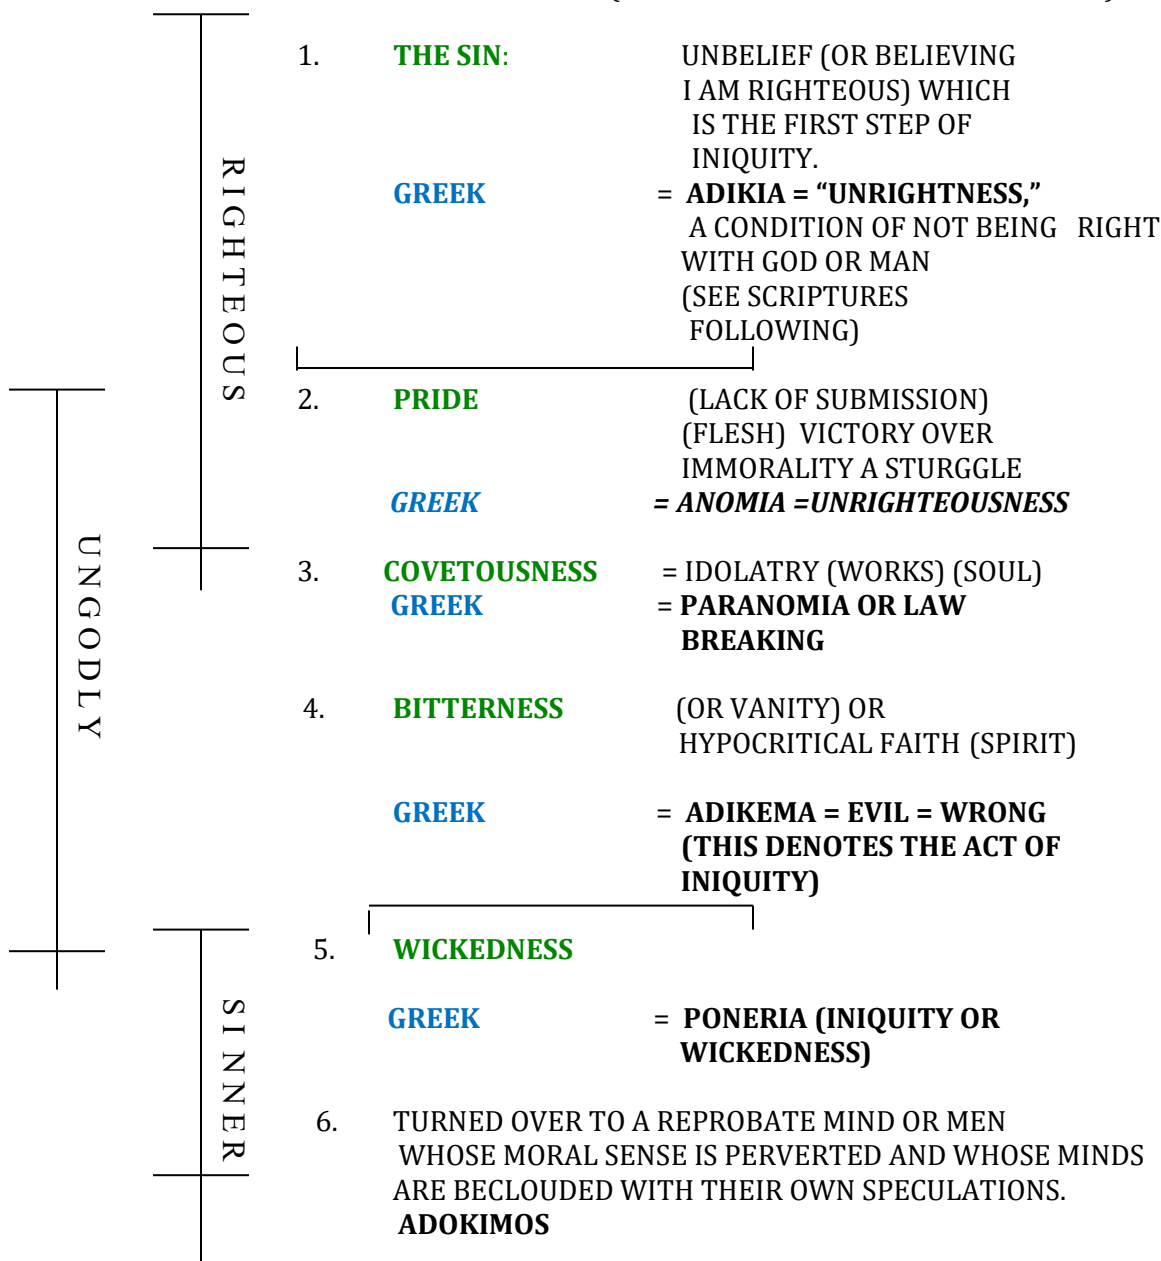 1. THE SIN: UNBELIEF (OR BELIEVING
I AM RIGHTEOUS) WHICH
IS THE FIRST STEP OF
INIQUITY.
GREEK = ADIKIA = “UNRIGHTNESS,”
A CONDITION OF NOT BEING RIGHT
WITH GOD OR MAN
(SEE SCRIPTURES
FOLLOWING)
RIGHTEOUS
2. PRIDE (LACK OF SUBMISSION)
(FLESH) VICTORY OVER
IMMORALITY A STURGGLE
GREEK = ANOMIA =UNRIGHTEOUSNESS
UNGODLY
3. COVETOUSNESS = IDOLATRY (WORKS) (SOUL)
GREEK = PARANOMIA OR LAW
BREAKING
4. BITTERNESS (OR VANITY) OR
HYPOCRITICAL FAITH (SPIRIT)
GREEK = ADIKEMA = EVIL = WRONG
(THIS DENOTES THE ACT OF
INIQUITY)
5. WICKEDNESS
GREEK = PONERIA (INIQUITY OR
WICKEDNESS)
SINNER
6. TURNED OVER TO A REPROBATE MIND OR MEN
WHOSE MORAL SENSE IS PERVERTED AND WHOSE MINDS
ARE BECLOUDED WITH THEIR OWN SPECULATIONS.
ADOKIMOS